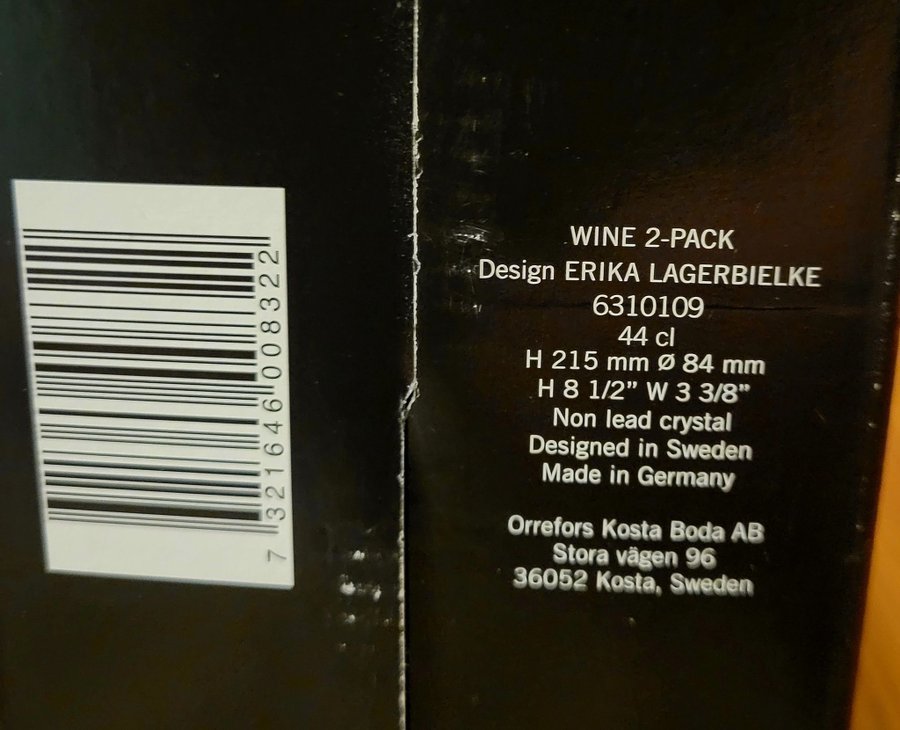 7 321646 008322
WINE 2-PACK
Design ERIKA LAGERBIELKE
6310109
44 cl
H 215 mm Ø 84 mm
H 8 1/2” W 3 3/8”
Non lead crystal
Designed in Sweden
Made in Germany
Orrefors Kosta Boda AB
Stora vägen 96
36052 Kosta, Sweden